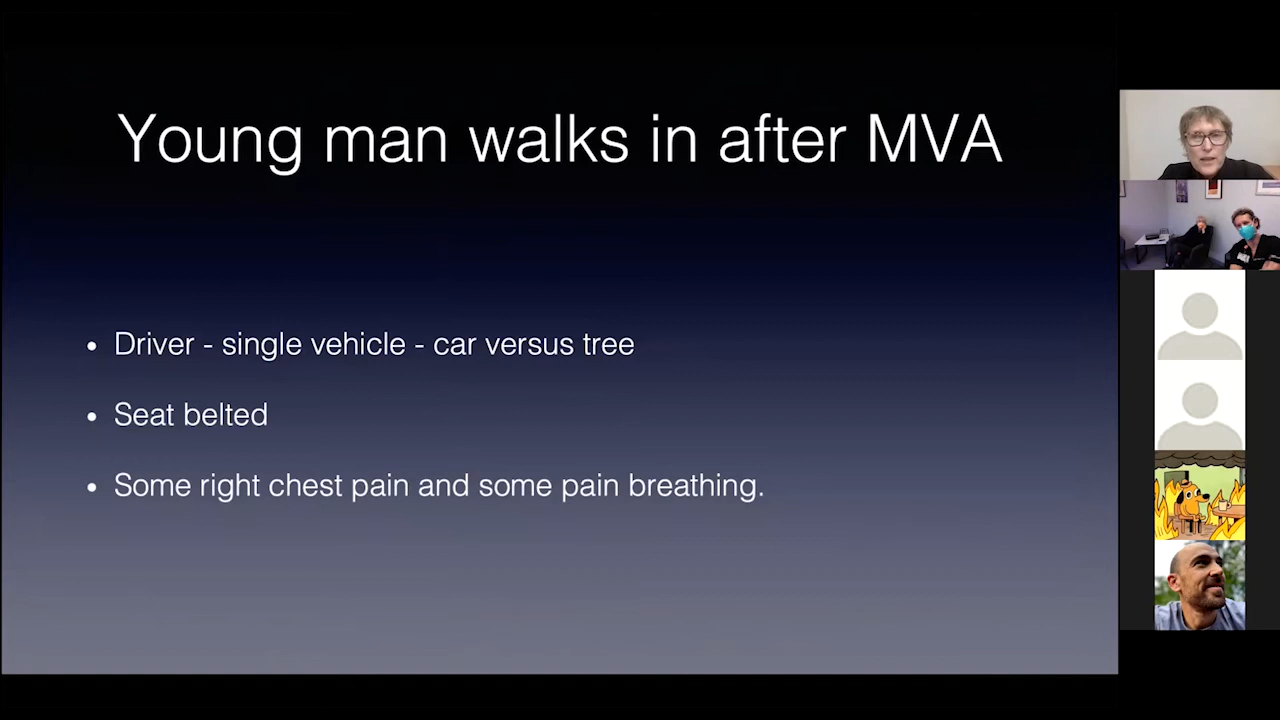 Young man walks in after MVA
• Driver - single vehicle - car versus tree
• Seat belted
• Some right chest pain and some pain breathing.